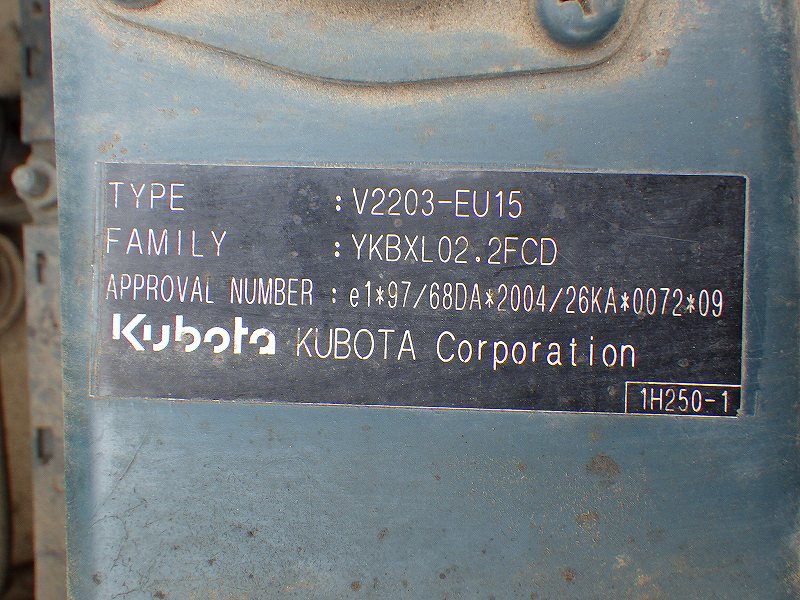 TYPE : V2203-EU15
FAMILY : YKBXL02.2FCD
APPROVAL NUMBER : e1*97/68DA*2004/26KA*0072*09
Kubota KUBOTA Corporation
1H250-1